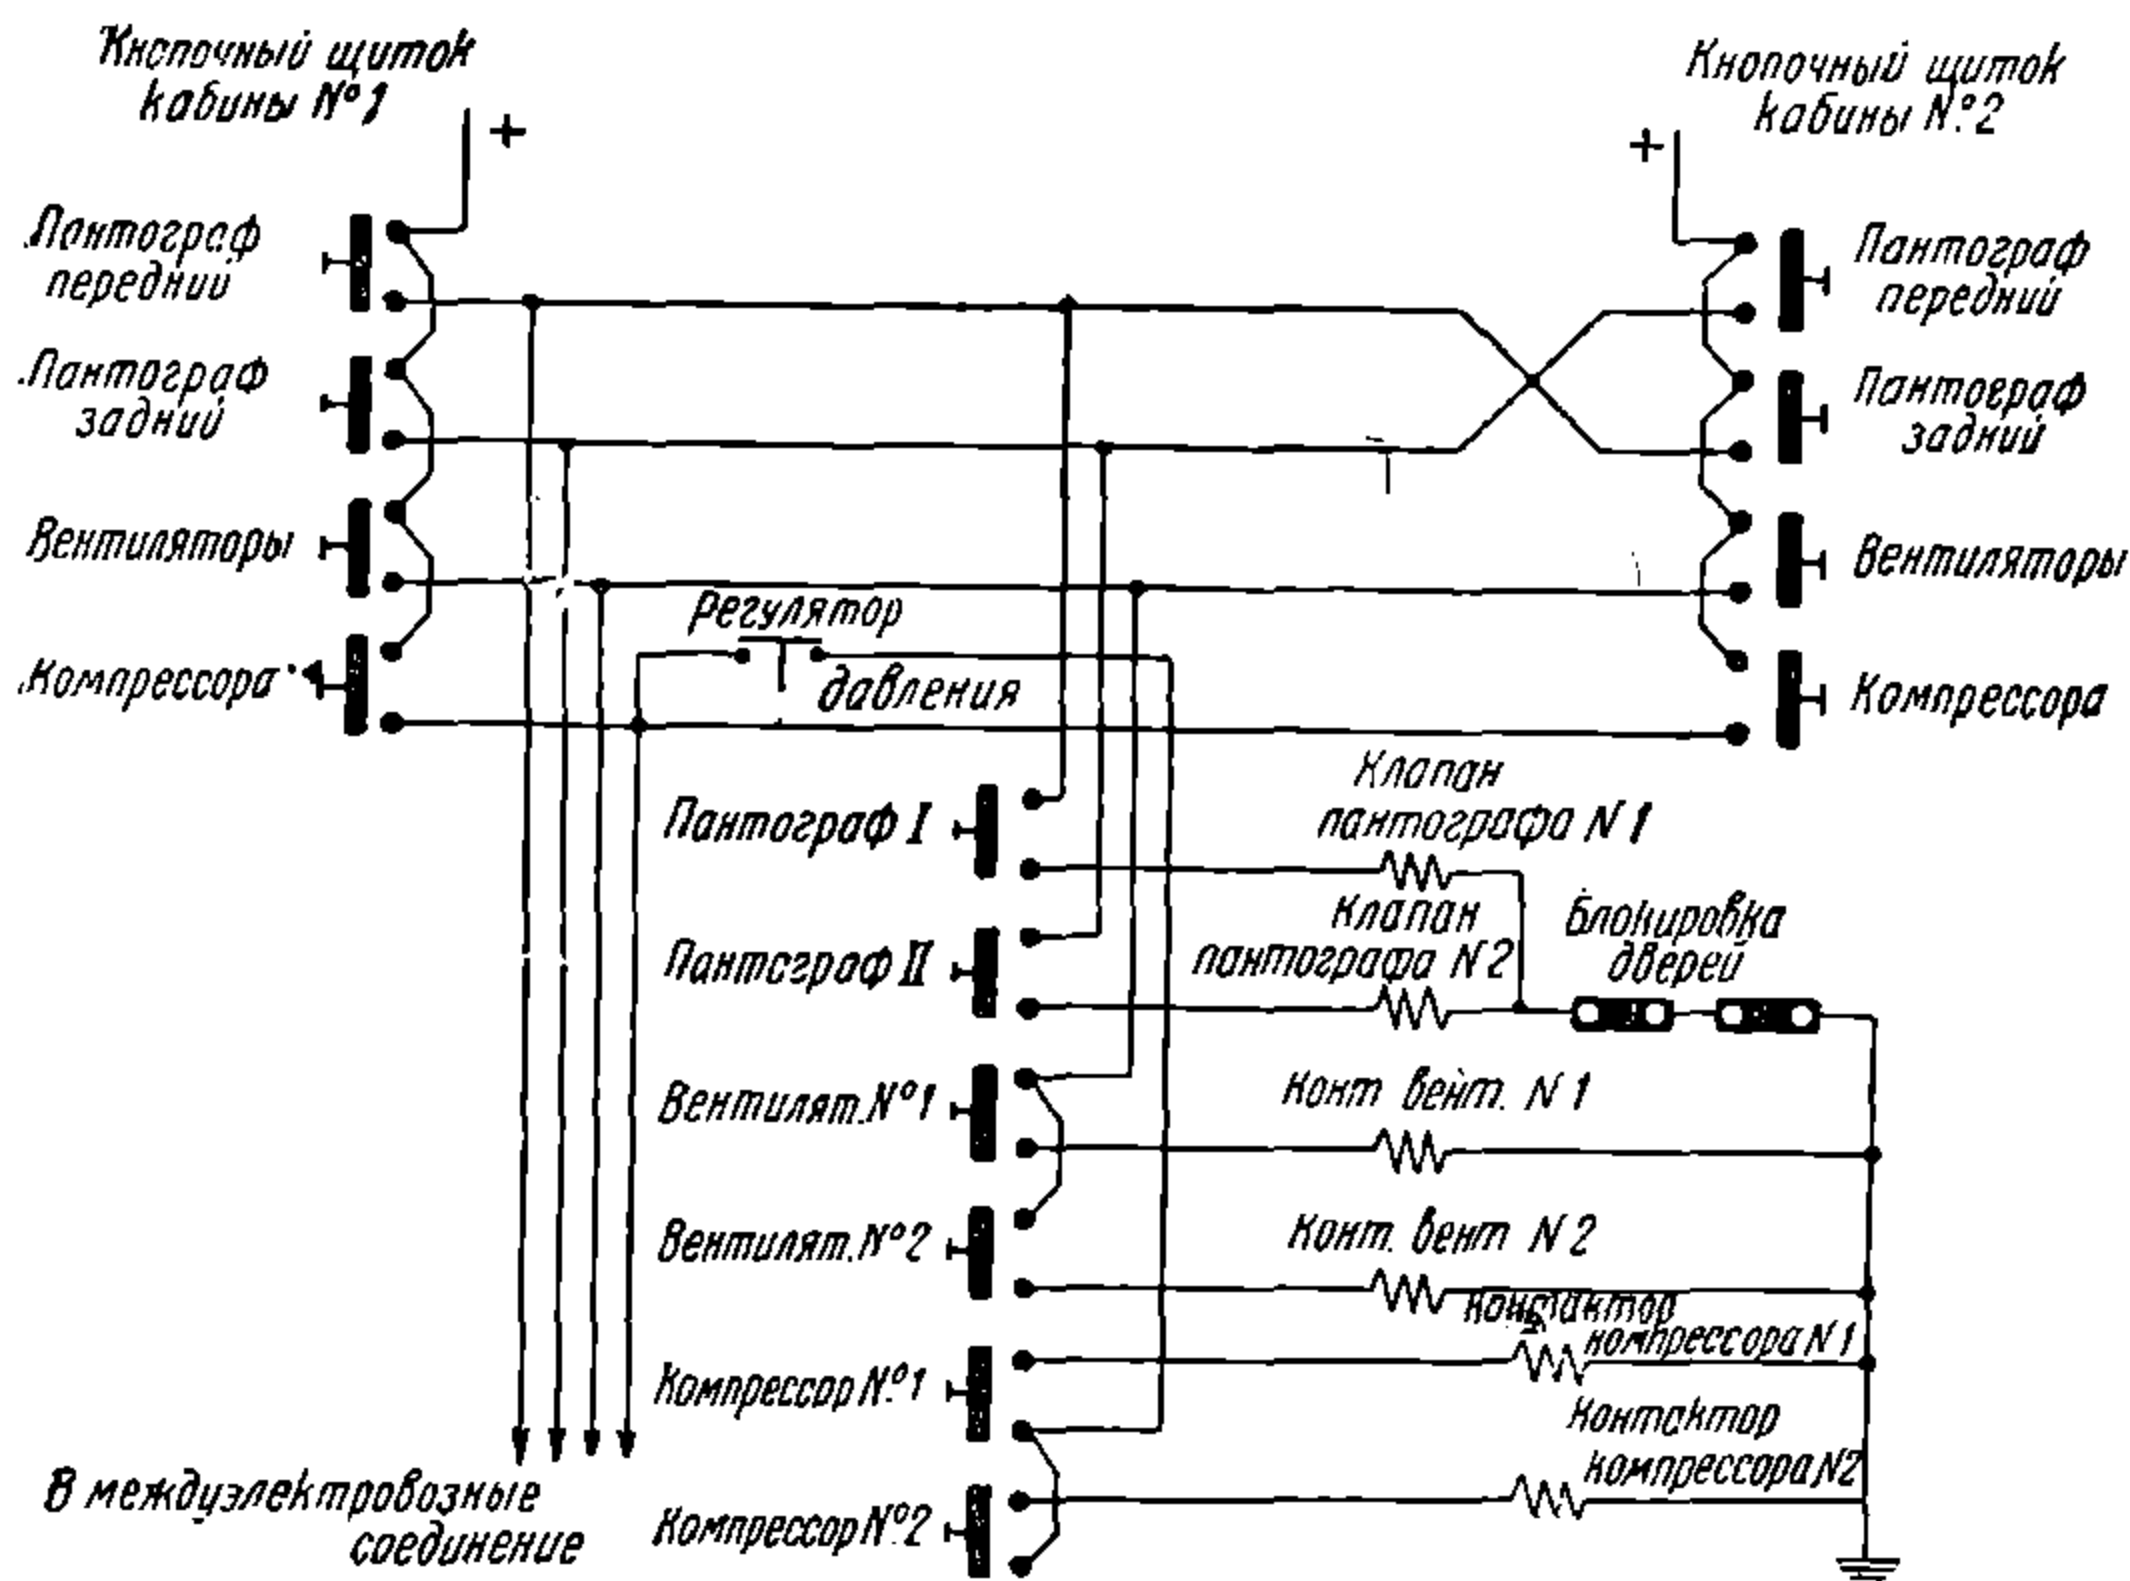 Кнопочный щиток
кабины №1
+
Кнопочный щиток
кабины №2
+
Пантограф
передний
Пантограф
задний
Вентиляторы
Компрессора
Пантограф
передний
Пантограф
задний
Вентиляторы
Компрессора
Регулятор
давления
Пантограф I
Пантограф II
Вентилят. №1
Вентилят. №2
Компрессор №1
Компрессор №2
Клапан
пантографа N 1
Клапан
пантографа N 2
Блокировка
дверей
Конт вент. N 1
Конт. вент N 2
Контактор
компрессора N 1
Контактор
компрессора N2
В междуэлектровозные
соединение